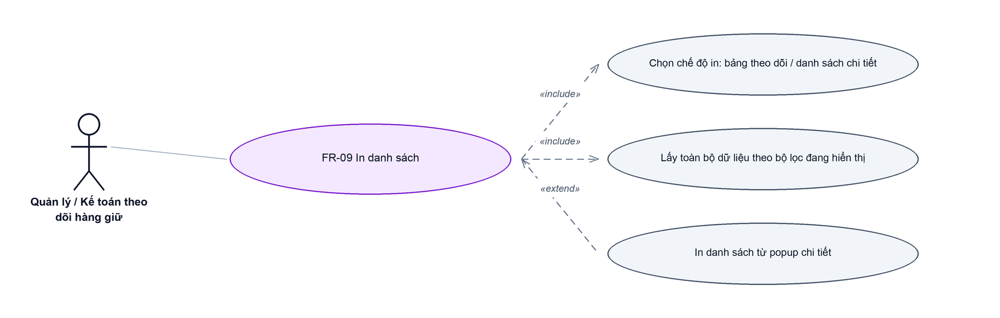 Chọn chế độ in: bảng theo dõi / danh sách chi tiết
«include»
«include»
FR-09 In danh sách
Lấy toàn bộ dữ liệu theo bộ lọc đang hiển thị
«extend»
Quản lý / Kế toán theo
dõi hàng giữ
In danh sách từ popup chi tiết